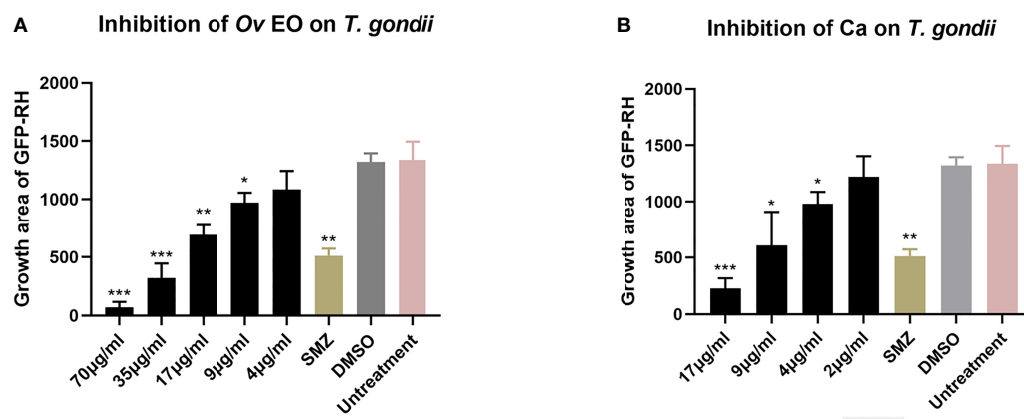 A
Inhibition of Ov EO on T. gondii
Growth area of GFP-RH
2000
1500
1000
500
0
***
***
**
*
**
70μg/ml
35μg/ml
17μg/ml
9μg/ml
4μg/ml
SMZ
DMSO
Untreatment
B
Inhibition of Ca on T. gondii
Growth area of GFP-RH
2000
1500
1000
500
0
***
*
*
**
17μg/ml
9μg/ml
4μg/ml
2μg/ml
SMZ
DMSO
Untreatment